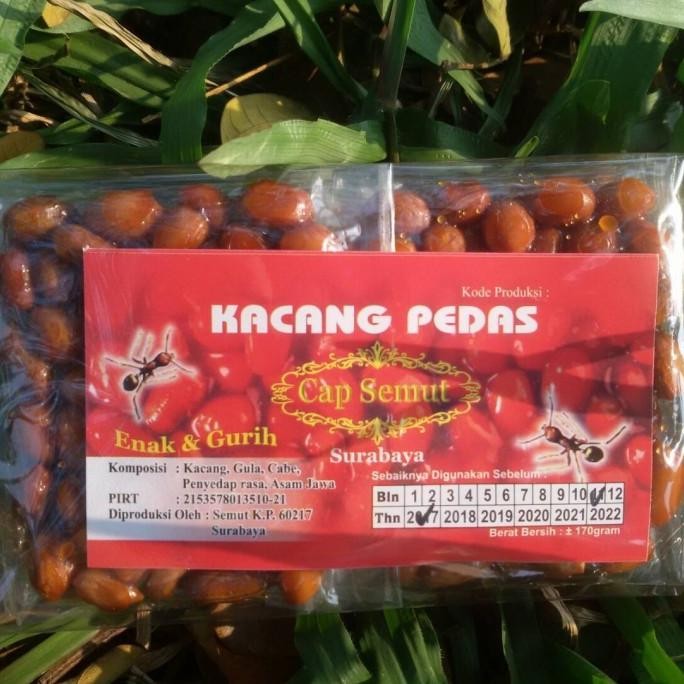 Kode Produksi :
KACANG PEDAS
Cap Semut
Enak & Gurih
Surabaya
Komposisi : Kacang, Gula, Cabe,
Penyedap rasa, Asam Jawa
PIRT : 2153578013510-21
Diproduksi Oleh : Semut K.P. 60217
Surabaya
Sebaiknya Digunakan Sebelum :
Bln 1 2 3 4 5 6 7 8 9 10 11 12
Thn 2017 2018 2019 2020 2021 2022
Berat Bersih : ± 170gram